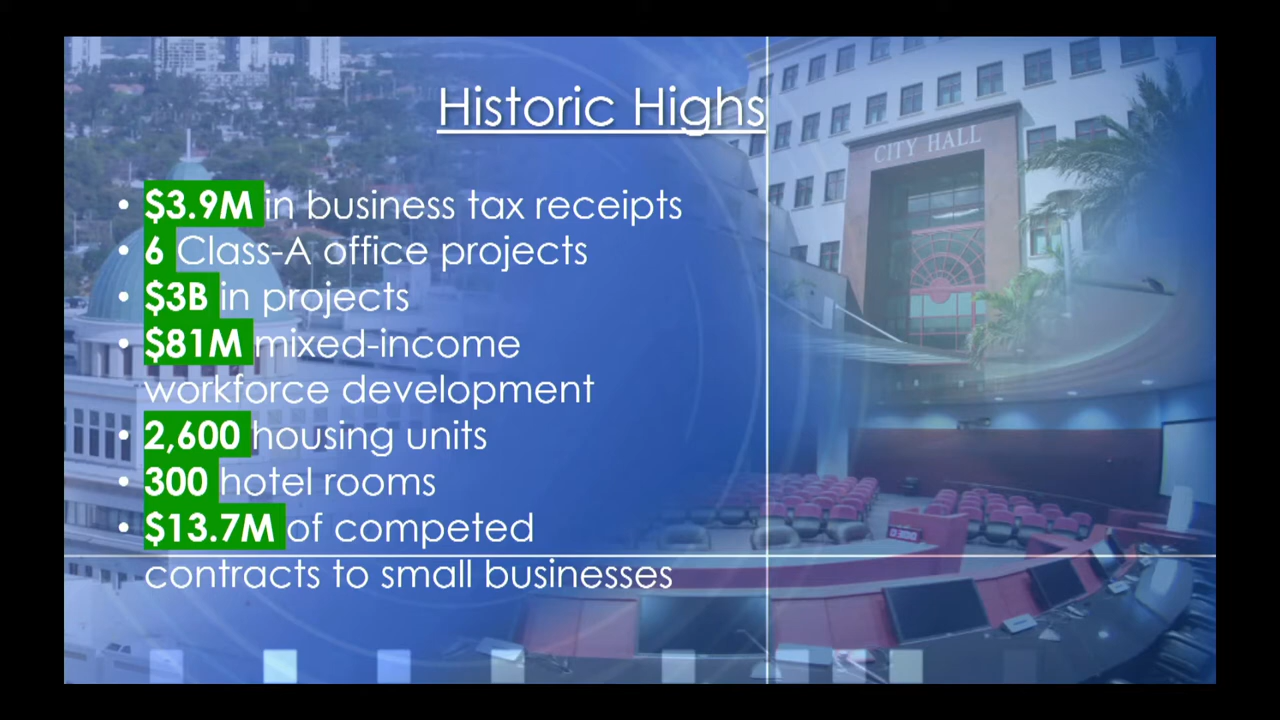 Historic Highs
CITY HALL
• $3.9M in business tax receipts
• 6 Class-A office projects
• $3B in projects
• $81M mixed-income
workforce development
• 2,600 housing units
• 300 hotel rooms
• $13.7M of competed
contracts to small businesses